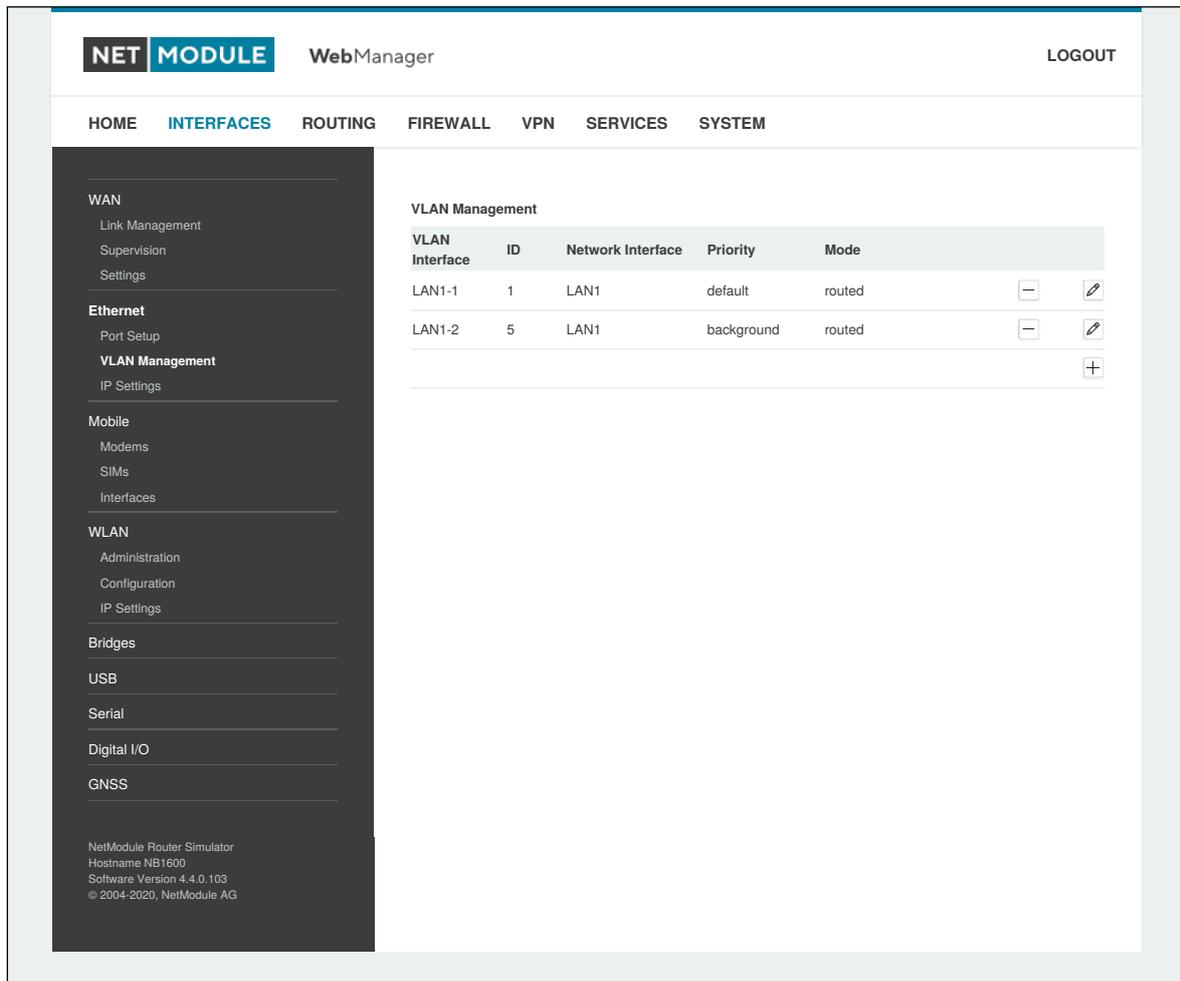 NET MODULE WebManager LOGOUT
HOME INTERFACES ROUTING FIREWALL VPN SERVICES SYSTEM
WAN
Link Management
Supervision
Settings
Ethernet
Port Setup
VLAN Management
IP Settings
Mobile
Modems
SIMs
Interfaces
WLAN
Administration
Configuration
IP Settings
Bridges
USB
Serial
Digital I/O
GNSS
NetModule Router Simulator
Hostname NB1600
Software Version 4.4.0.103
© 2004-2020, NetModule AG
VLAN Management
VLAN Interface ID Network Interface Priority Mode
LAN1-1 1 LAN1 default routed
LAN1-2 5 LAN1 background routed